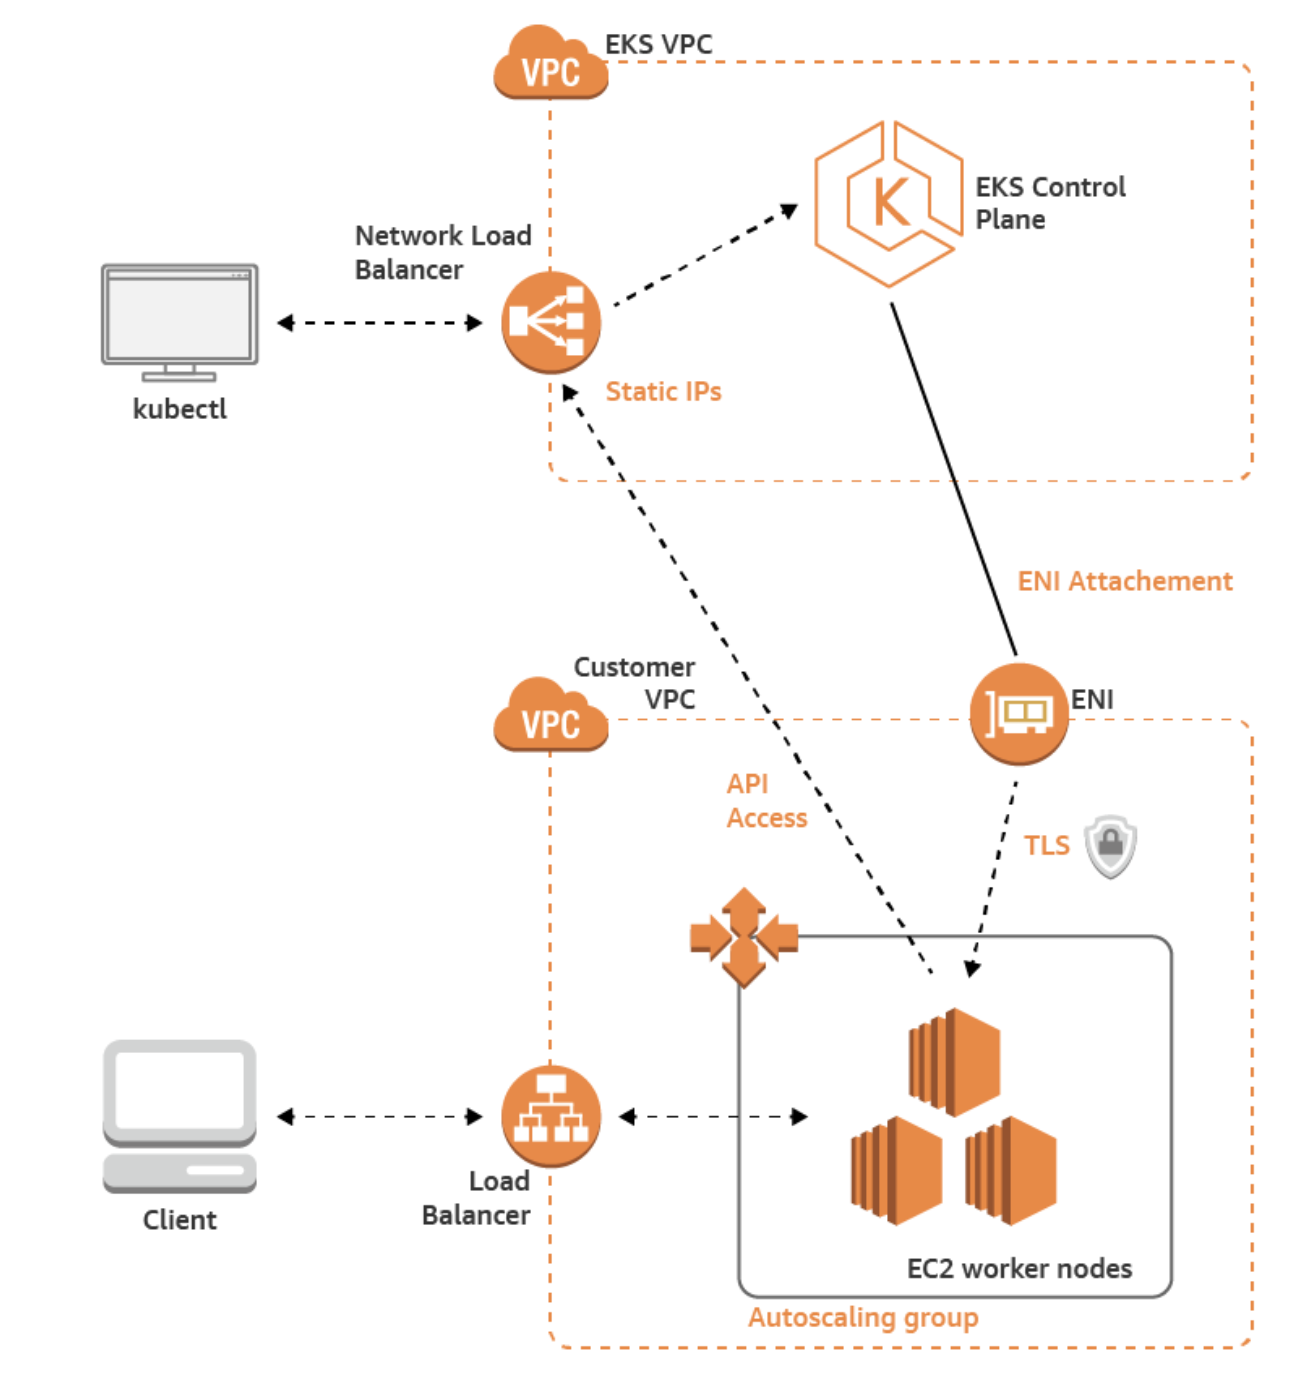 EKS VPC
VPC
EKS Control
Plane
K
Network Load
Balancer
Static IPs
kubectl
ENI Attachement
Customer
VPC
VPC
ENI
API
Access
TLS
Load
Balancer
Client
EC2 worker nodes
Autoscaling group